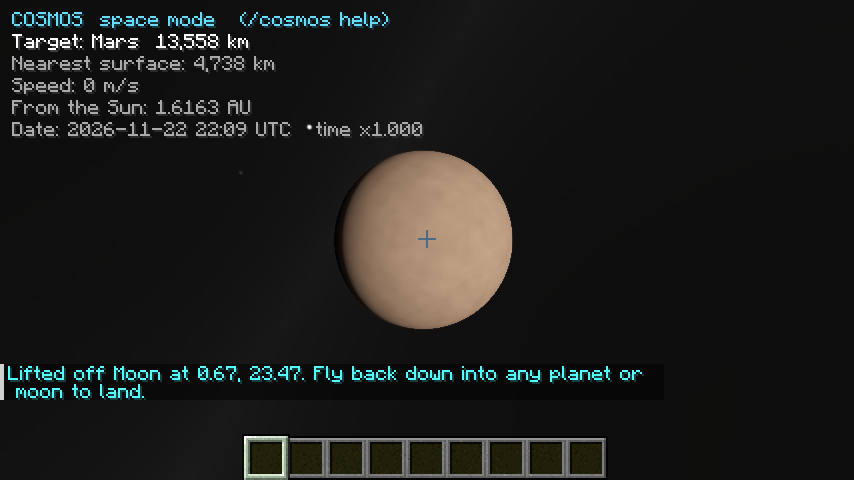 COSMOS space mode (/cosmos help)
Target: Mars 13,558 km
Nearest surface: 4,738 km
Speed: 0 m/s
From the Sun: 1.6163 AU
Date: 2026-11-22 22:09 UTC •time x1.000
Lifted off Moon at 0.67, 23.47. Fly back down into any planet or
moon to land.